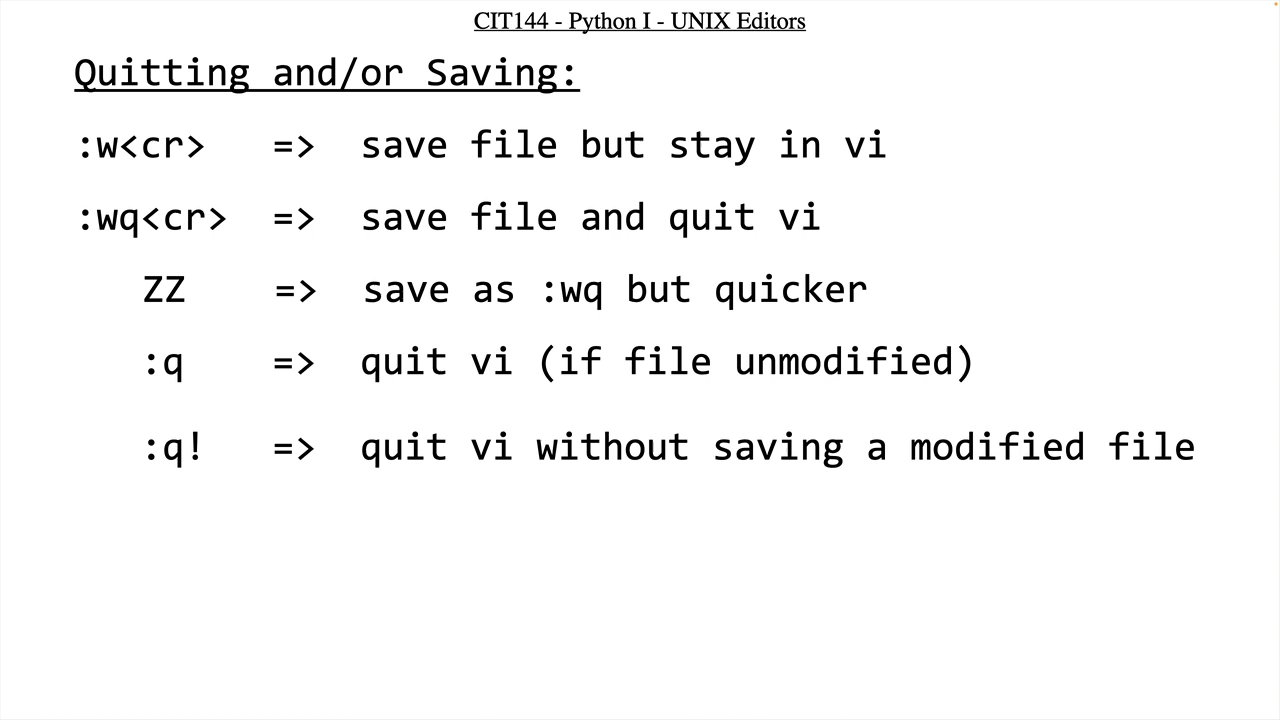 CIT144 - Python I - UNIX Editors
Quitting and/or Saving:
:w<cr> => save file but stay in vi
:wq<cr> => save file and quit vi
ZZ => save as :wq but quicker
:q => quit vi (if file unmodified)
:q! => quit vi without saving a modified file